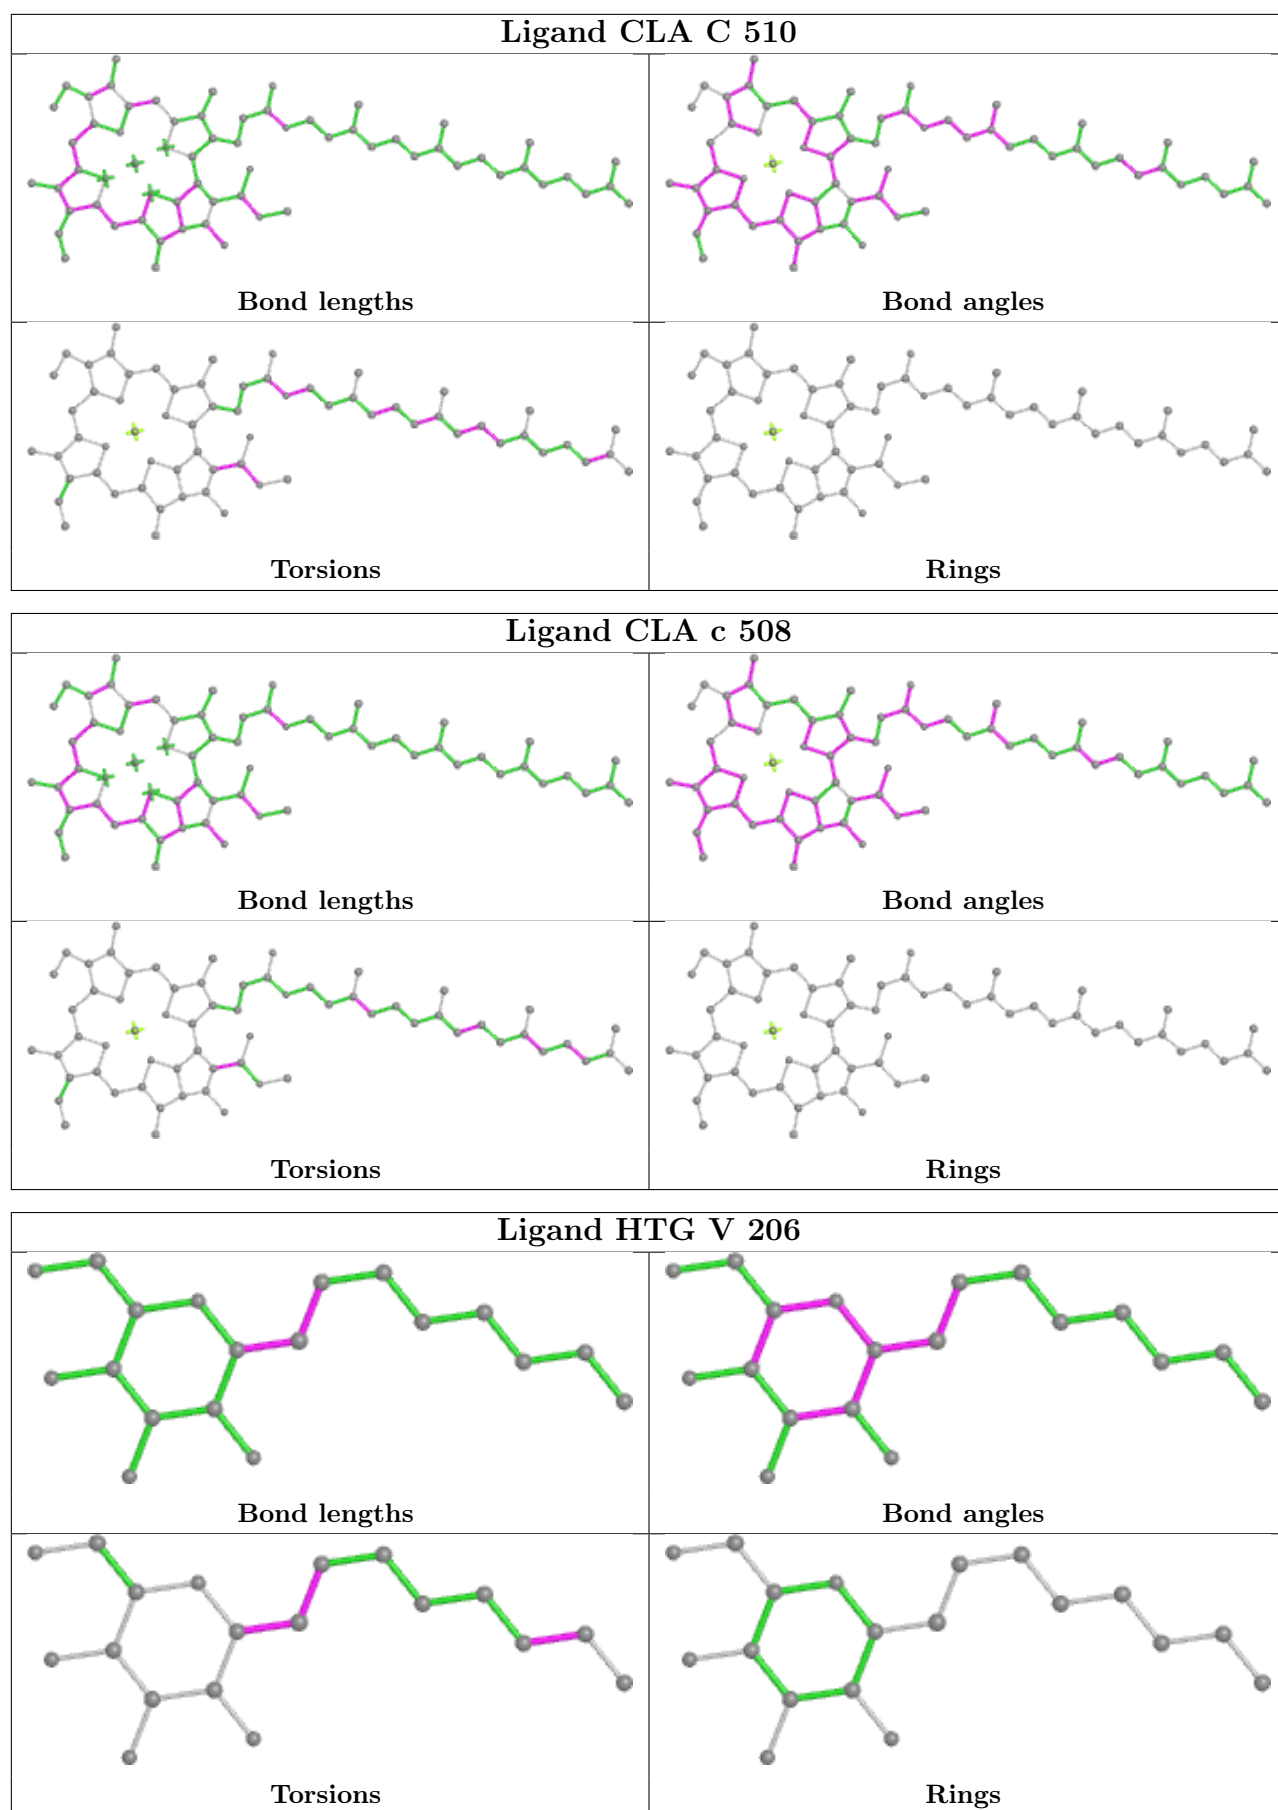 Ligand CLA C 510
Bond lengths
Bond angles
Torsions
Rings
Ligand CLA c 508
Bond lengths
Bond angles
Torsions
Rings
Ligand HTG V 206
Bond lengths
Bond angles
Torsions
Rings